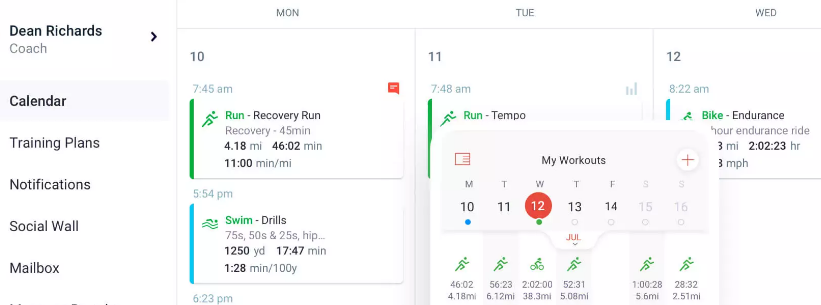 Dean Richards
Coach
Calendar
Training Plans
Notifications
Social Wall
Mailbox
MON
TUE
WED
10
11
12
7:45 am
Run - Recovery Run
Recovery - 45min
4.18 mi 46:02 min
11:00 min/mi
5:54 pm
Swim - Drills
75s, 50s & 25s, hip...
1250 yd 17:47 min
1:28 min/100y
6:23 pm
7:48 am
Run - Tempo
8:22 am
Bike - Endurance
hour endurance ride
mi 2:02:23 hr
mph
My Workouts
M T W T F S S
10 11 12 13 14 15 16
JUL
46:02 56:23 2:02:00 52:31 1:00:28 28:32
4.18mi 6.12mi 38.3mi 5.08mi 5.6mi 2.51mi